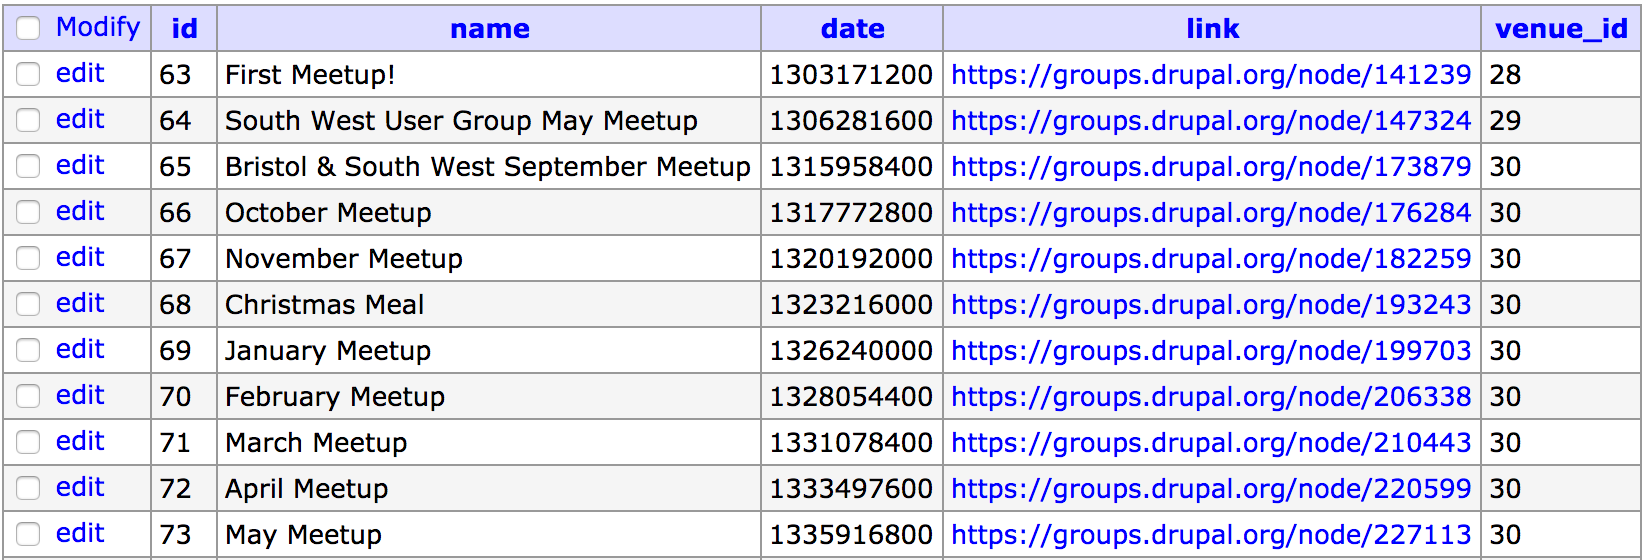 Modify id name date link venue_id
edit 63 First Meetup! 1303171200 https://groups.drupal.org/node/141239 28
edit 64 South West User Group May Meetup 1306281600 https://groups.drupal.org/node/147324 29
edit 65 Bristol & South West September Meetup 1315958400 https://groups.drupal.org/node/173879 30
edit 66 October Meetup 1317772800 https://groups.drupal.org/node/176284 30
edit 67 November Meetup 1320192000 https://groups.drupal.org/node/182259 30
edit 68 Christmas Meal 1323216000 https://groups.drupal.org/node/193243 30
edit 69 January Meetup 1326240000 https://groups.drupal.org/node/199703 30
edit 70 February Meetup 1328054400 https://groups.drupal.org/node/206338 30
edit 71 March Meetup 1331078400 https://groups.drupal.org/node/210443 30
edit 72 April Meetup 1333497600 https://groups.drupal.org/node/220599 30
edit 73 May Meetup 1335916800 https://groups.drupal.org/node/227113 30